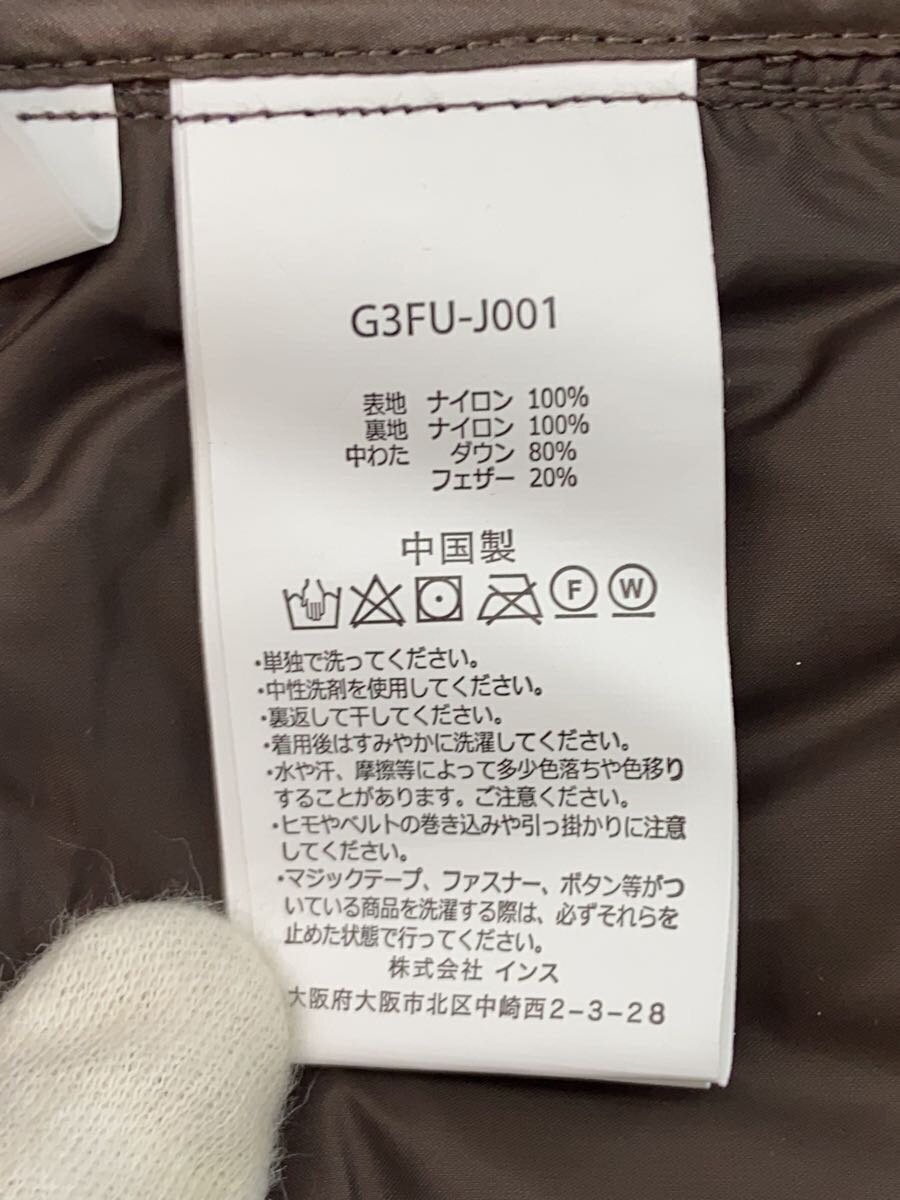 G3FU-J001
表地 ナイロン 100%
裏地 ナイロン 100%
中わた ダウン 80%
フェザー 20%
中国製
F W
・単独で洗ってください。
・中性洗剤を使用してください。
・裏返して干してください。
・着用後はすみやかに洗濯してください。
・水や汗、摩擦等によって多少色落ちや色移り
することがあります。ご注意ください。
・ヒモやベルトの巻き込みや引っ掛かりに注意
してください。
・マジックテープ、ファスナー、ボタン等がつ
いている商品を洗濯する際は、必ずそれらを
止めた状態で行ってください。
株式会社 インス
大阪府大阪市北区中崎西2-3-28